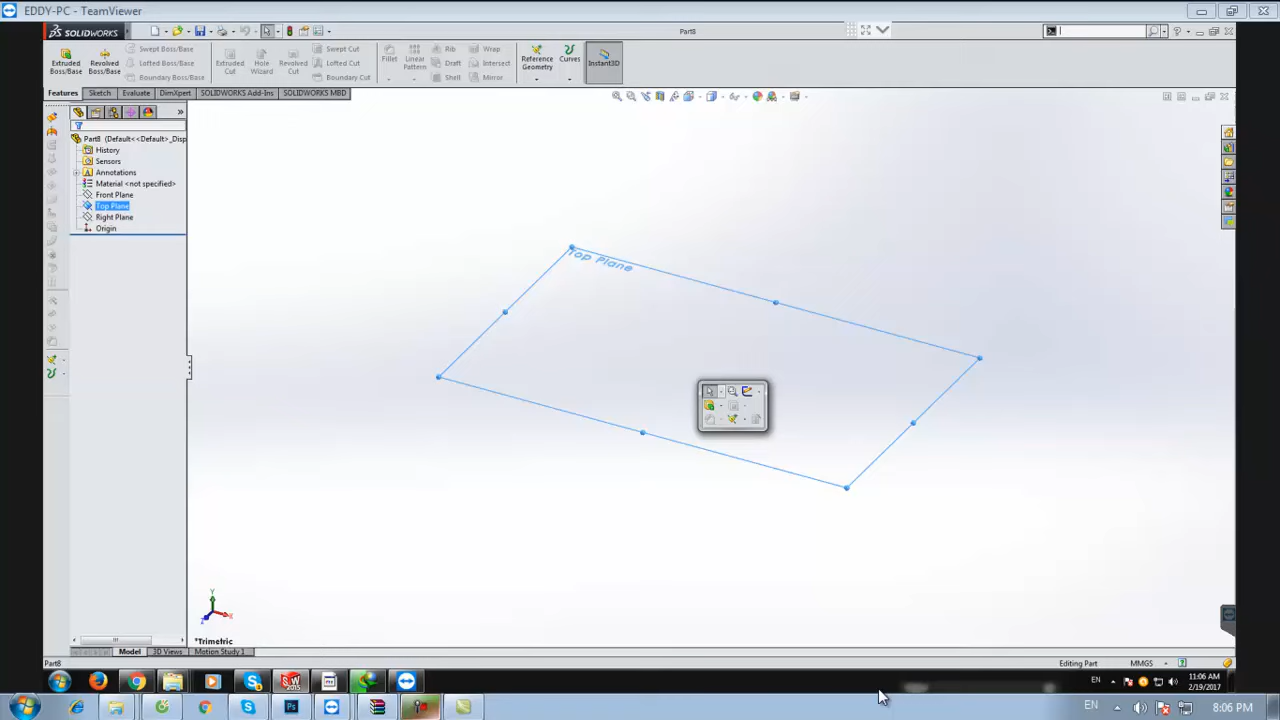 EDDY-PC - TeamViewer
SOLIDWORKS
Part8
Extruded Boss/Base
Revolved Boss/Base
Swept Boss/Base
Lofted Boss/Base
Boundary Boss/Base
Extruded Cut
Hole Wizard
Revolved Cut
Swept Cut
Lofted Cut
Boundary Cut
Fillet
Linear Pattern
Rib
Draft
Shell
Wrap
Intersect
Mirror
Reference Geometry
Curves
Instant3D
Features
Sketch
Evaluate
DimXpert
SOLIDWORKS Add-Ins
SOLIDWORKS MBD
Part8 (Default<<Default>_Disp
History
Sensors
Annotations
Material <not specified>
Front Plane
Top Plane
Right Plane
Origin
Top Plane
Y
X
Z
*Trimetric
Model
3D Views
Motion Study 1
Part8
Editing Part
MMGS
EN
11:06 AM
2/19/2017
EN
8:06 PM